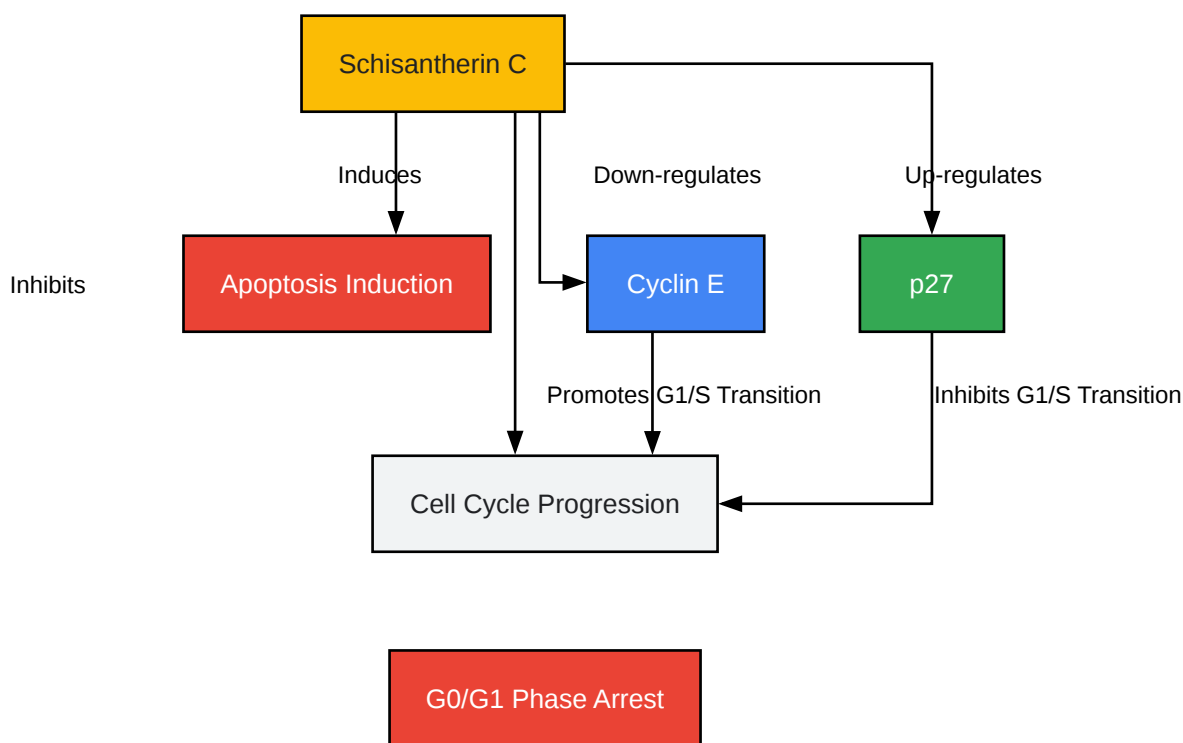 Schisantherin C
Induces
Down-regulates
Up-regulates
Inhibits
Apoptosis Induction
Cyclin E
p27
Promotes G1/S Transition
Inhibits G1/S Transition
Cell Cycle Progression
G0/G1 Phase Arrest